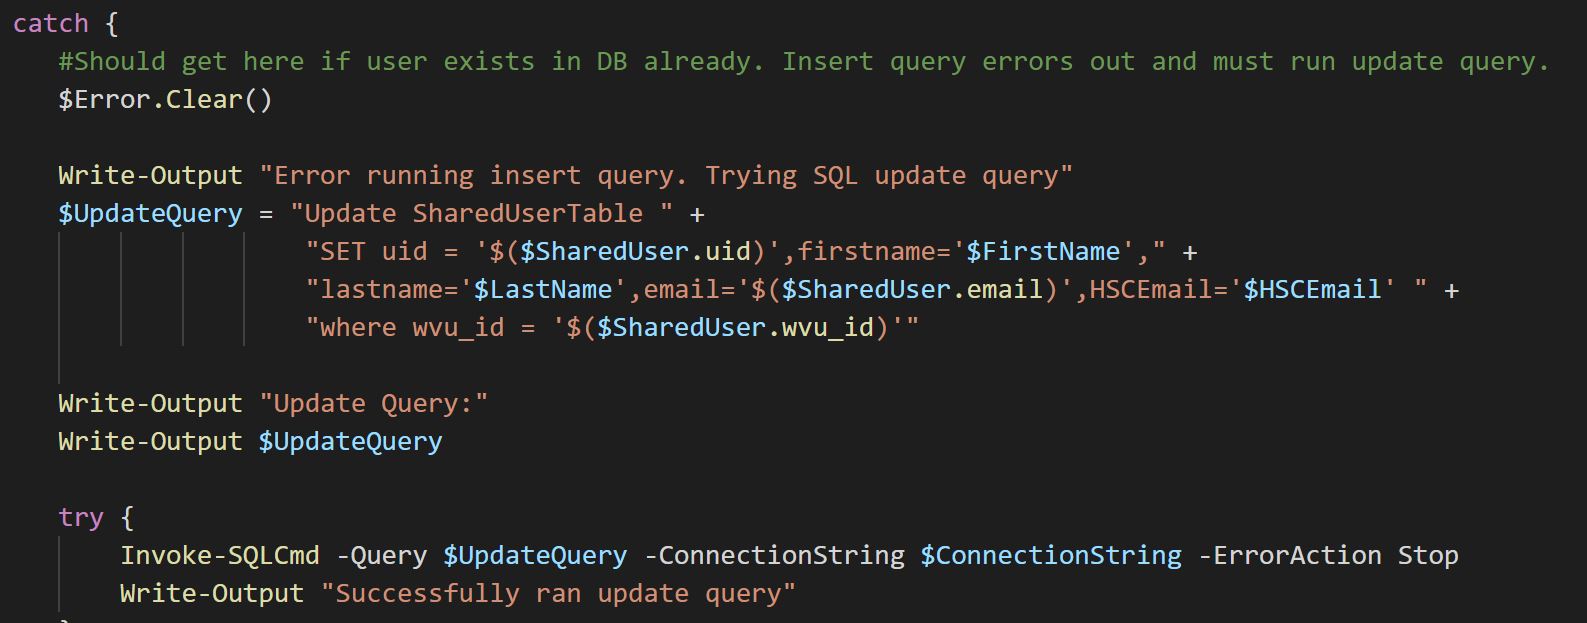 catch {
#Should get here if user exists in DB already. Insert query errors out and must run update query.
$Error.Clear()
Write-Output "Error running insert query. Trying SQL update query"
$UpdateQuery = "Update SharedUserTable " +
"SET uid = '$($SharedUser.uid)',firstname='$FirstName'," +
"lastname='$LastName',email='$($SharedUser.email)',HSCEmail='$HSCEmail' " +
"where wvu_id = '$($SharedUser.wvu_id)'"
Write-Output "Update Query:"
Write-Output $UpdateQuery
try {
Invoke-SQLCmd -Query $UpdateQuery -ConnectionString $ConnectionString -ErrorAction Stop
Write-Output "Successfully ran update query"